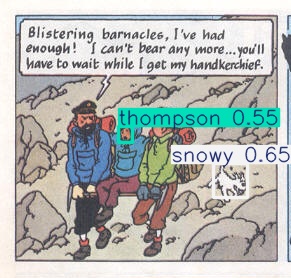 Blistering barnacles, I've had
enough! I can't bear any more...you'll
have to wait while I get my handkerchief.
thompson 0.55
snowy 0.65